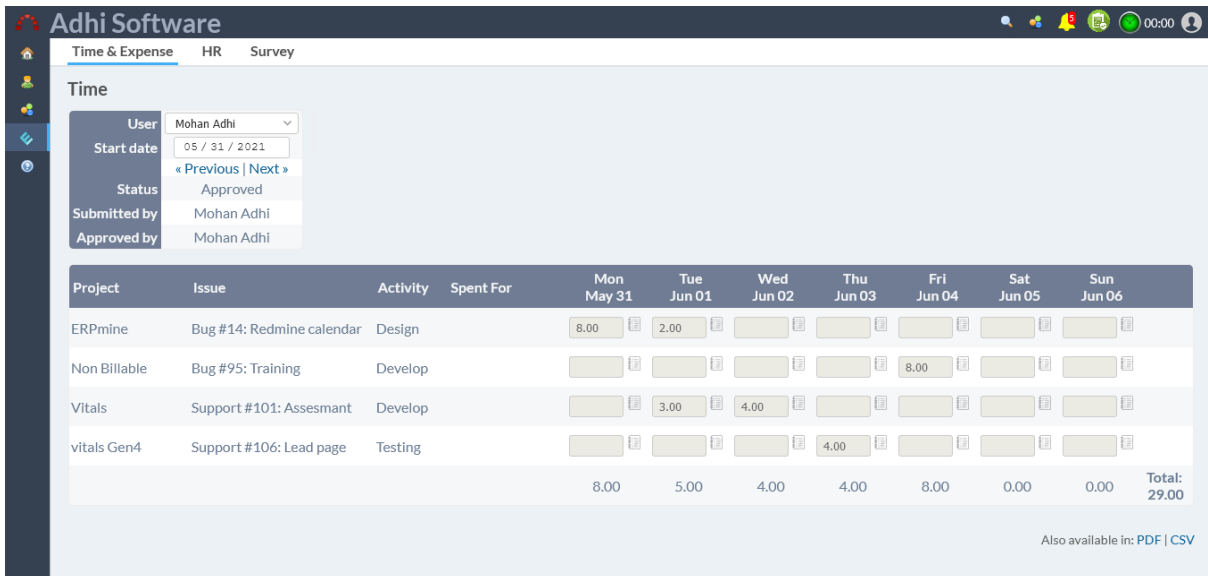 Adhi Software
5
00:00
Time & Expense HR Survey
Time
User Mohan Adhi
Start date 05 / 31 / 2021
« Previous | Next »
Status Approved
Submitted by Mohan Adhi
Approved by Mohan Adhi
Project Issue Activity Spent For Mon May 31 Tue Jun 01 Wed Jun 02 Thu Jun 03 Fri Jun 04 Sat Jun 05 Sun Jun 06
ERPmine Bug #14: Redmine calendar Design 8.00 2.00
Non Billable Bug #95: Training Develop 8.00
Vitals Support #101: Assesmant Develop 3.00 4.00
vitals Gen4 Support #106: Lead page Testing 4.00
8.00 5.00 4.00 4.00 8.00 0.00 0.00 Total: 29.00
Also available in: PDF | CSV